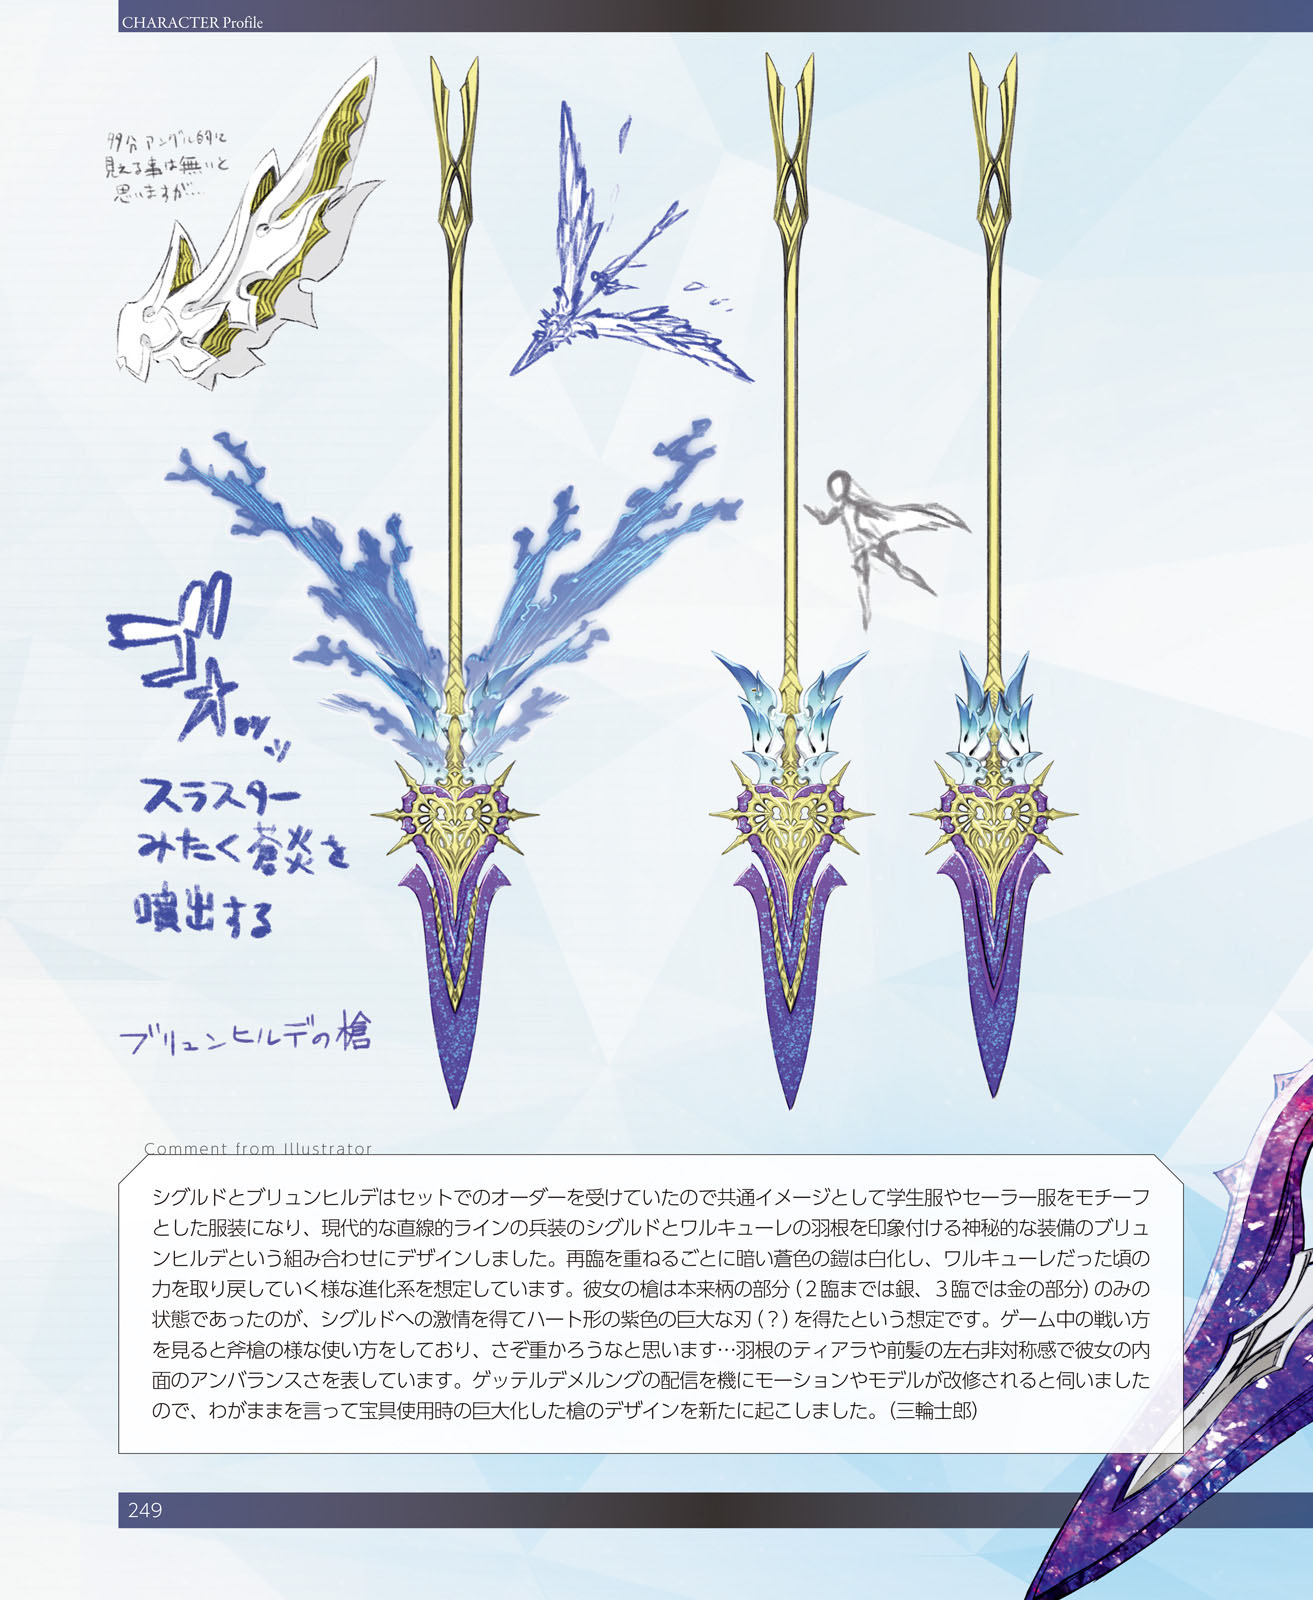 CHARACTER Profile
99分アングル的に
見える事は無いと
思いますが…
ゴオッッ
スラスター
みたく蒼炎を
噴出する
ブリュンヒルデの槍
Comment from Illustrator
シグルドとブリュンヒルデはセットでのオーダーを受けていたので共通イメージとして学生服やセーラー服をモチーフ
とした服装になり、現代的な直線的ラインの兵装のシグルドとワルキューレの羽根を印象付ける神秘的な装備のブリュ
ンヒルデという組み合わせにデザインしました。再臨を重ねるごとに暗い蒼色の鎧は白化し、ワルキューレだった頃の
力を取り戻していく様な進化系を想定しています。彼女の槍は本来柄の部分（２臨までは銀、３臨では金の部分）のみの
状態であったのが、シグルドへの激情を得てハート形の紫色の巨大な刃（？）を得たという想定です。ゲーム中の戦い方
を見ると斧槍の様な使い方をしており、さぞ重かろうなと思います…羽根のティアラや前髪の左右非対称感で彼女の内
面のアンバランスさを表しています。ゲッテルデメルングの配信を機にモーションやモデルが改修されると伺いました
ので、わがままを言って宝具使用時の巨大化した槍のデザインを新たに起こしました。（三輪士郎）
249